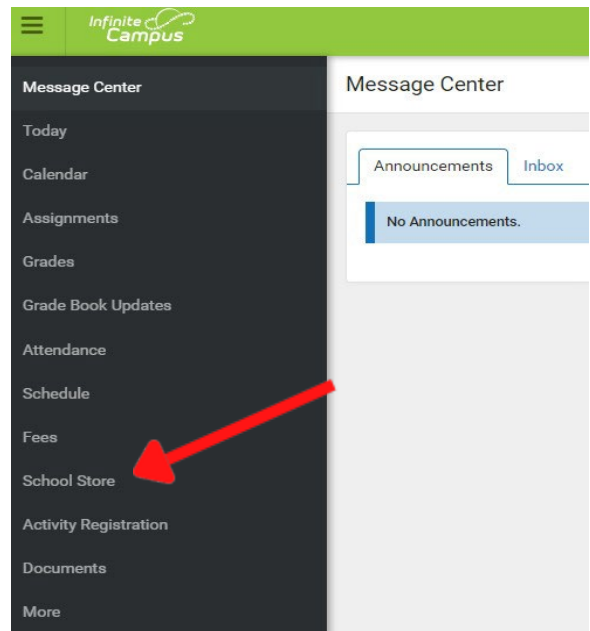 Infinite
Campus
Message Center
Today
Calendar
Assignments
Grades
Grade Book Updates
Attendance
Schedule
Fees
School Store
Activity Registration
Documents
More
Message Center
Announcements Inbox
No Announcements.